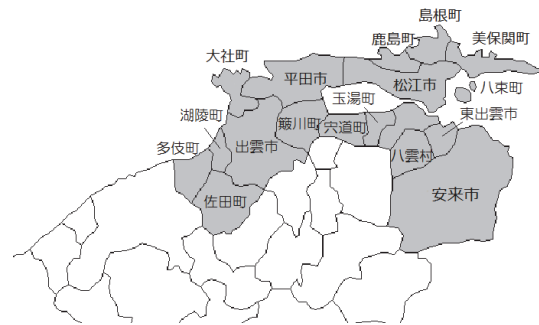 島根町
鹿島町
美保関町
大社町
平田市
松江市
八束町
玉湯町
東出雲市
湖陵町
簸川町
宍道町
多伎町
出雲市
八雲村
佐田町
安来市